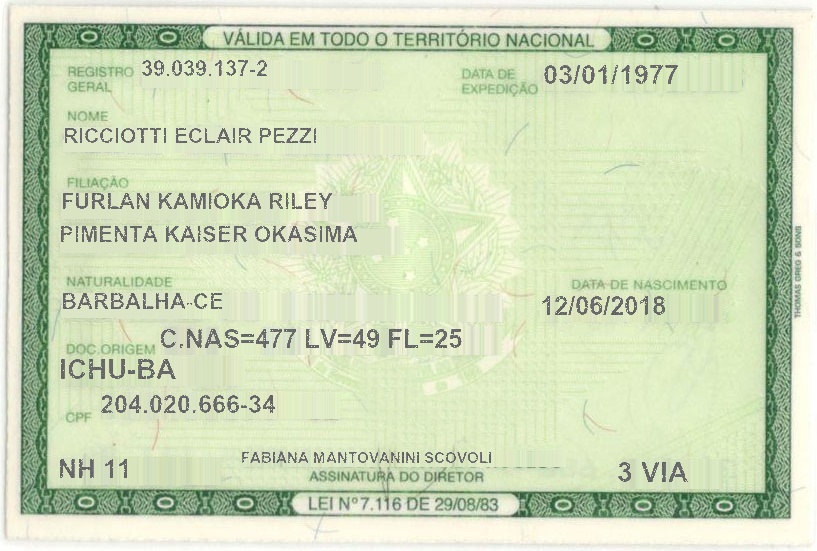 VÁLIDA EM TODO O TERRITÓRIO NACIONAL
REGISTRO GERAL 39.039.137-2 DATA DE EXPEDIÇÃO 03/01/1977
NOME
RICCIOTTI ECLAIR PEZZI
FILIAÇÃO
FURLAN KAMIOKA RILEY
PIMENTA KAISER OKASIMA
NATURALIDADE DATA DE NASCIMENTO
BARBALHA-CE 12/06/2018
DOC.ORIGEM C.NAS=477 LV=49 FL=25
ICHU-BA
CPF 204.020.666-34
NH 11 FABIANA MANTOVANINI SCOVOLI 3 VIA
ASSINATURA DO DIRETOR
LEI Nº 7.116 DE 29/08/83
THOMAS GREG & SONS